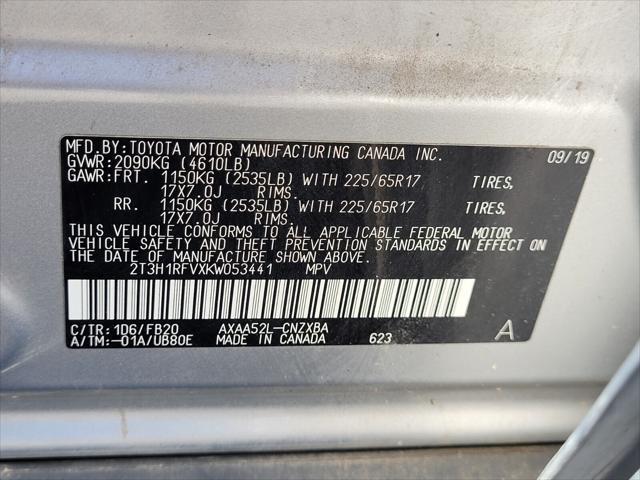 MFD.BY:TOYOTA MOTOR MANUFACTURING CANADA INC. 09/19
GVWR:2090KG (4610LB)
GAWR:FRT. 1150KG (2535LB) WITH 225/65R17 TIRES,
17X7.0J RIMS.
RR. 1150KG (2535LB) WITH 225/65R17 TIRES,
17X7.0J RIMS.
THIS VEHICLE CONFORMS TO ALL APPLICABLE FEDERAL MOTOR
VEHICLE SAFETY AND THEFT PREVENTION STANDARDS IN EFFECT ON
THE DATE OF MANUFACTURE SHOWN ABOVE.
2T3H1RFVXKW053441 MPV
C/TR:1D6/FB20 AXAA52L-CNZXBA
A/TM:-01A/UB80E MADE IN CANADA 623 A